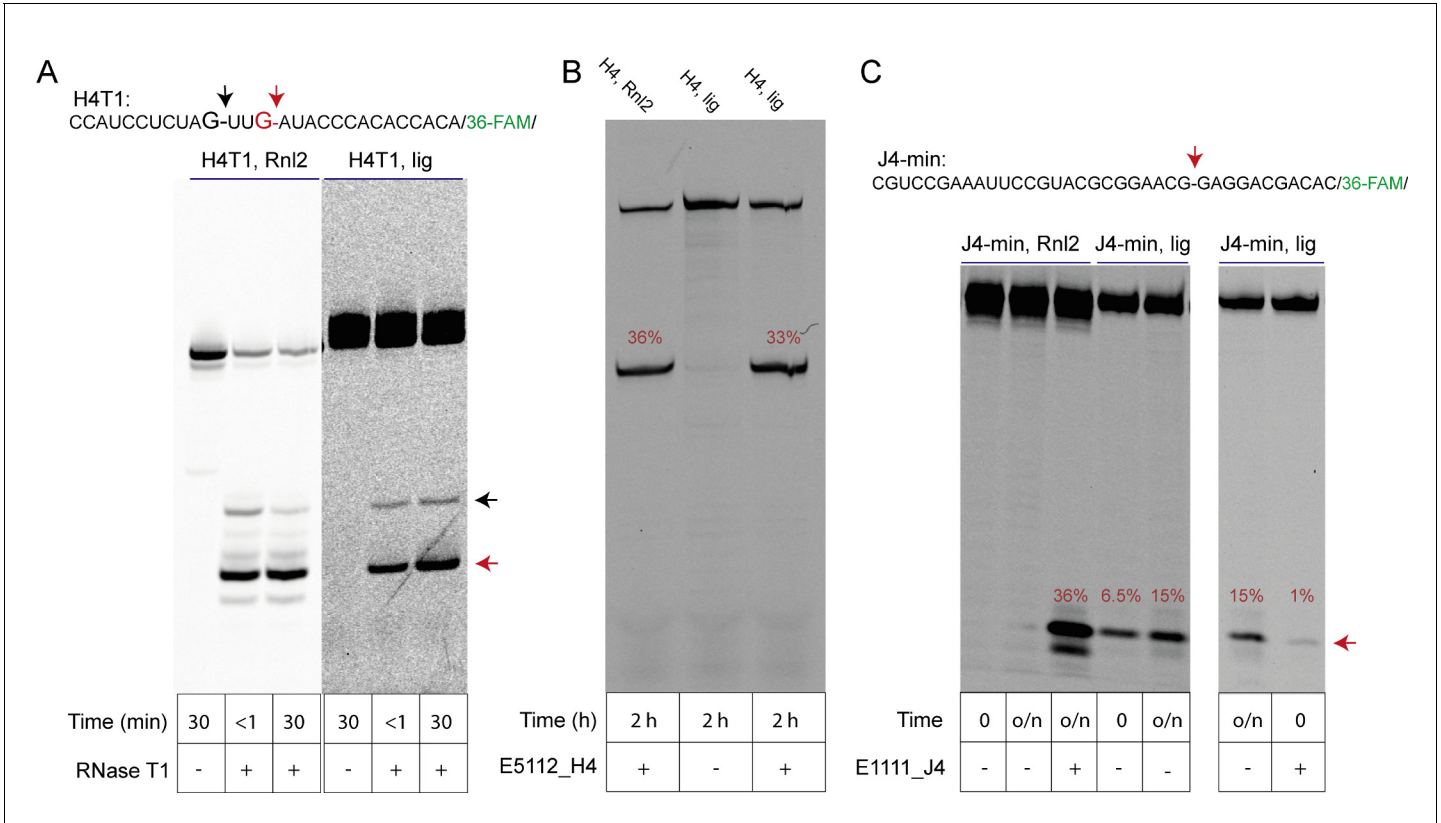 A
H4T1:
CCAUCCUCUAG-UUG-AUACCCACACCACA/36-FAM/
H4T1, Rnl2
H4T1, lig
Time (min) 30 <1 30 30 <1 30
RNase T1 - + + - + +
B
H4, Rnl2
H4, lig
H4, lig
36%
33%
Time (h) 2 h 2 h 2 h
E5112_H4 + - +
C
J4-min:
CGUCCGAAAUUCCGUACGCGGAACG-GAGGACGACAC/36-FAM/
J4-min, Rnl2
J4-min, lig
J4-min, lig
36% 6.5% 15% 15% 1%
Time 0 o/n o/n 0 o/n o/n 0
E1111_J4 - - + - - - +